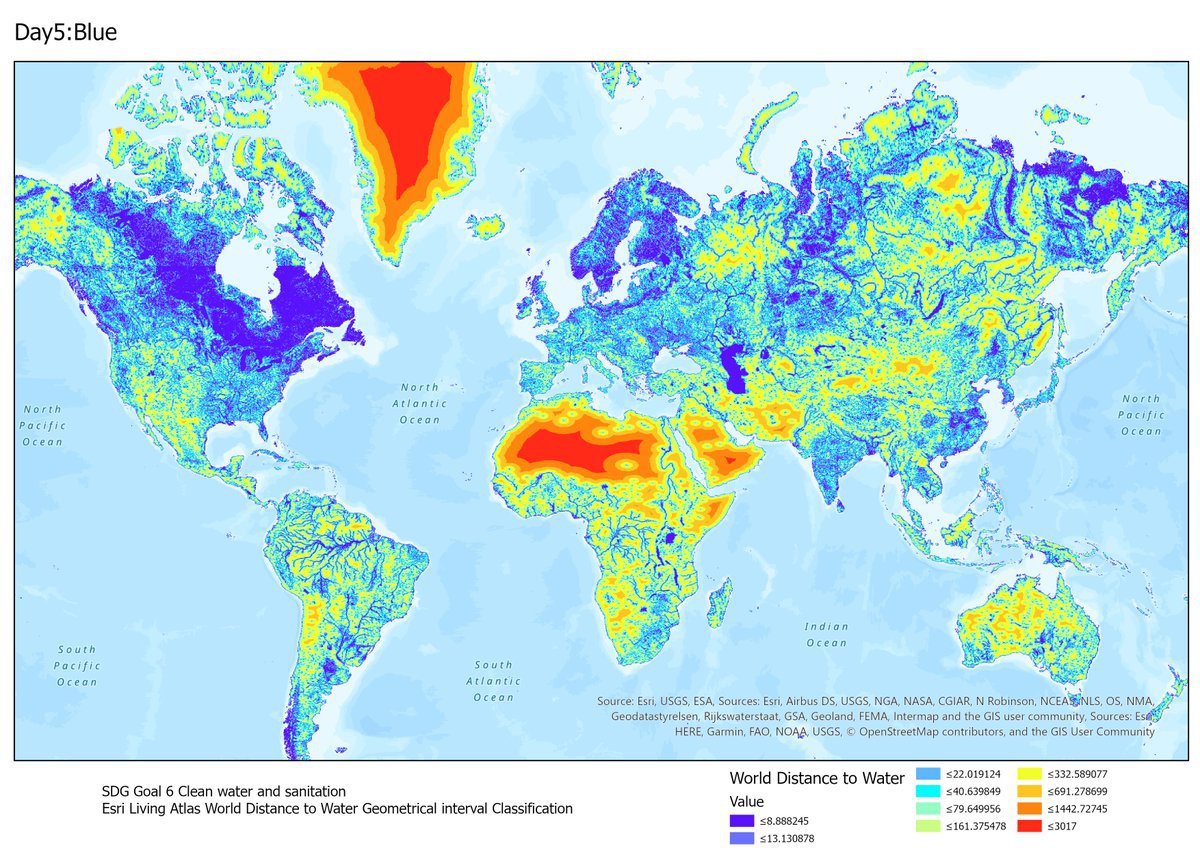 Day5:Blue
North
Pacific
Ocean
North
Atlantic
Ocean
North
Pacific
Ocean
South
Pacific
Ocean
South
Atlantic
Ocean
Indian
Ocean
Source: Esri, USGS, ESA, Sources: Esri, Airbus DS, USGS, NGA, NASA, CGIAR, N Robinson, NCEAS, NLS, OS, NMA,
Geodatastyrelsen, Rijkswaterstaat, GSA, Geoland, FEMA, Intermap and the GIS user community, Sources: Esri,
HERE, Garmin, FAO, NOAA, USGS, © OpenStreetMap contributors, and the GIS User Community
SDG Goal 6 Clean water and sanitation
Esri Living Atlas World Distance to Water Geometrical interval Classification
World Distance to Water
Value
≤8.888245
≤13.130878
≤22.019124
≤40.639849
≤79.649956
≤161.375478
≤332.589077
≤691.278699
≤1442.72745
≤3017